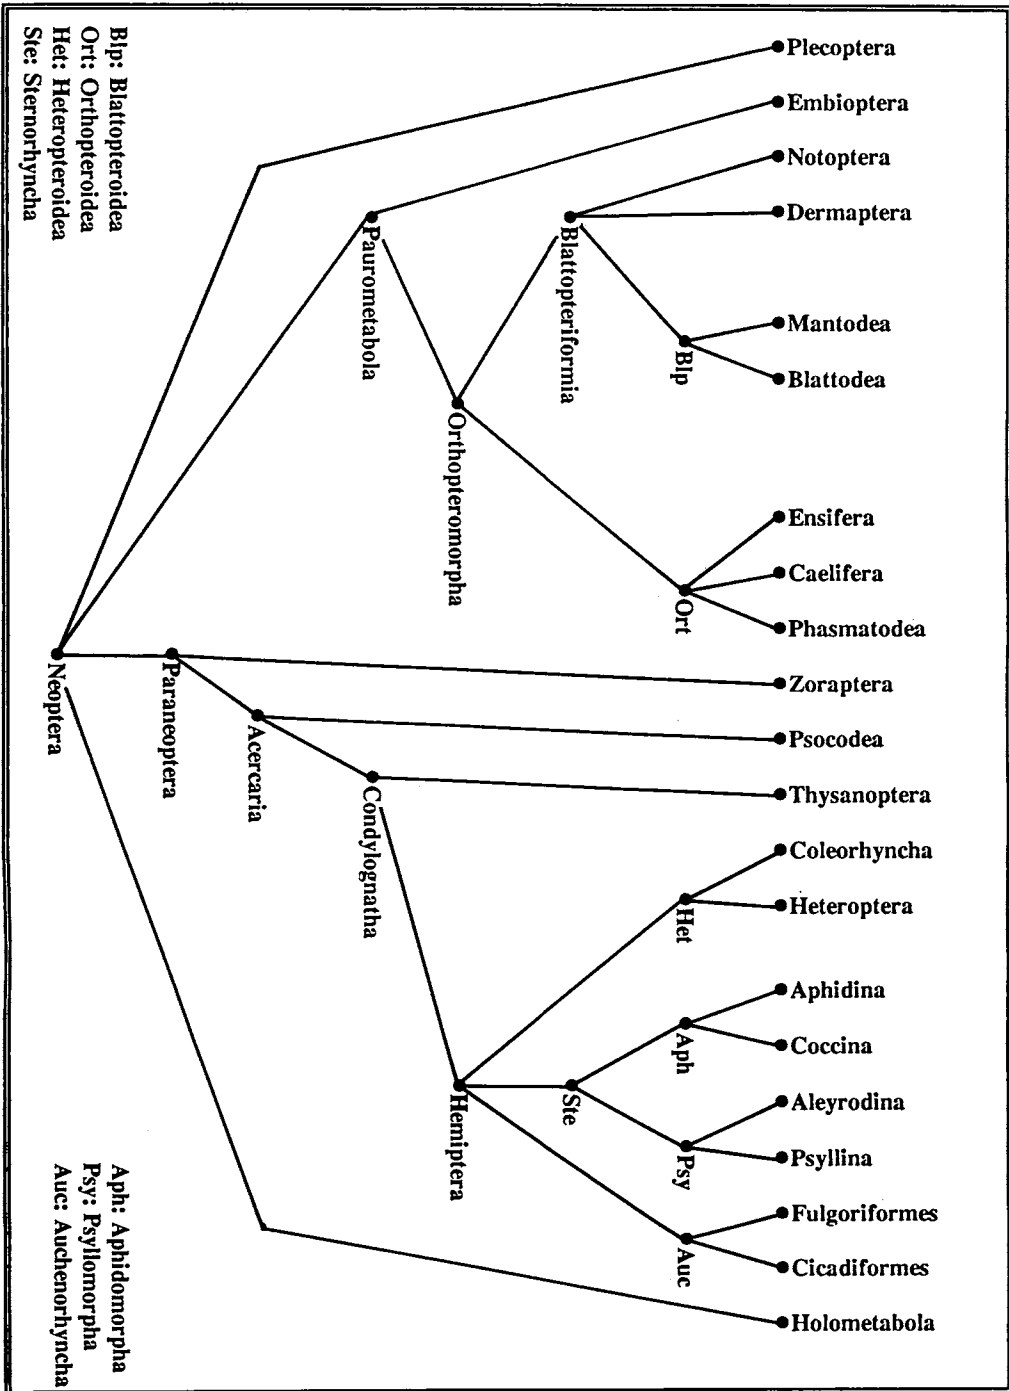 Plecoptera
Embioptera
Notoptera
Dermaptera
Mantodea
Blattodea
Ensifera
Caelifera
Phasmatodea
Zoraptera
Psocodea
Thysanoptera
Coleorhyncha
Heteroptera
Aphidina
Coccina
Aleyrodina
Psyllina
Fulgoriformes
Cicadiformes
Holometabola
Blp
Ort
Het
Aph
Psy
Auc
Blattopteriformia
Ste
Orthopteromorpha
Hemiptera
Paurometabola
Condylognatha
Acercaria
Paraneoptera
Neoptera
Blp: Blattopteroidea
Ort: Orthopteroidea
Het: Heteropteroidea
Ste: Sternorhyncha
Aph: Aphidomorpha
Psy: Psyllomorpha
Auc: Auchenorhyncha